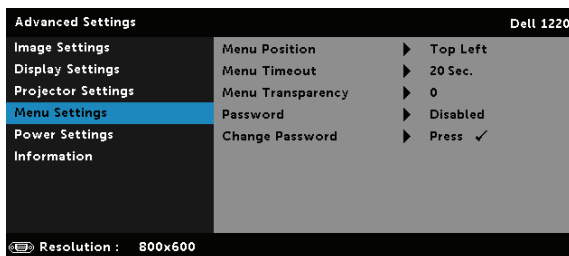 Advanced Settings Dell 1220
Image Settings Menu Position Top Left
Display Settings Menu Timeout 20 Sec.
Projector Settings Menu Transparency 0
Menu Settings Password Disabled
Power Settings Change Password Press ✓
Information
Resolution : 800x600